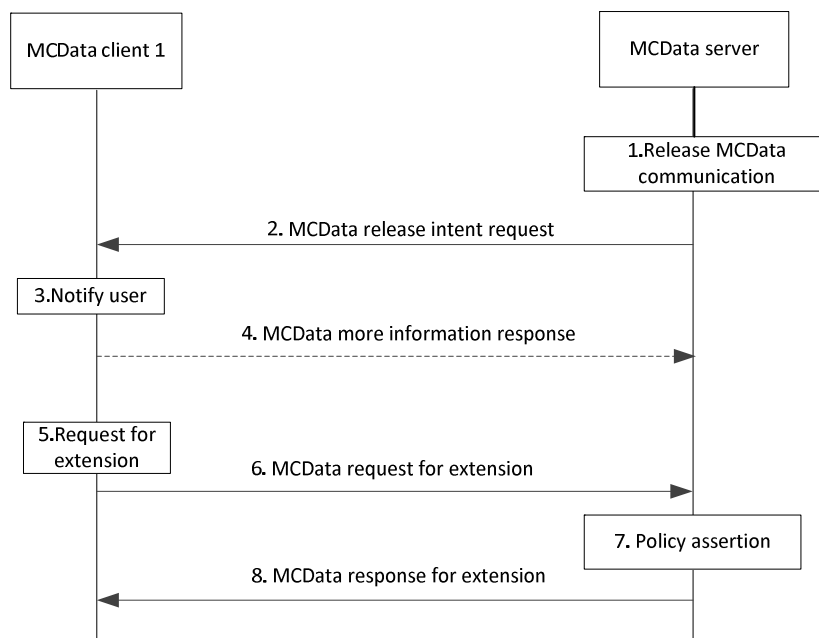 MCData client 1
MCData server
1.Release MCData
communication
2. MCData release intent request
3.Notify user
4. MCData more information response
5.Request for
extension
6. MCData request for extension
7. Policy assertion
8. MCData response for extension